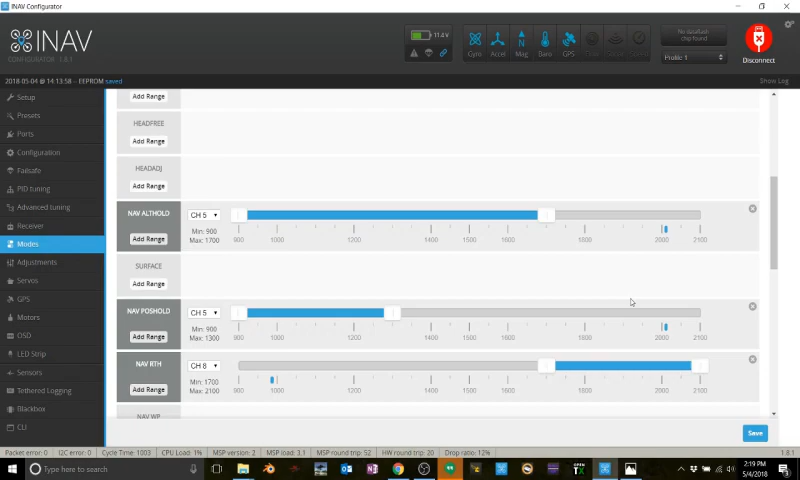 INAV Configurator
INAV
CONFIGURATOR 1.8.1
11.4 V
Gyro
Accel
Mag
Baro
GPS
No dataflash
chip found
Profile 1
Disconnect
2018-05-04 @ 14:13:58 - EEPROM saved
Show Log
Setup
Presets
Ports
Configuration
Failsafe
PID tuning
Advanced tuning
Receiver
Modes
Adjustments
Servos
GPS
Motors
OSD
LED Strip
Sensors
Tethered Logging
Blackbox
CLI
Add Range
HEADFREE
Add Range
HEADADJ
Add Range
NAV ALTHOLD
Add Range
CH 5
Min: 900
Max: 1700
900 1000 1200 1400 1500 1600 1800 2000 2100
SURFACE
Add Range
NAV POSHOLD
Add Range
CH 5
Min: 900
Max: 1300
900 1000 1200 1400 1500 1600 1800 2000 2100
NAV RTH
Add Range
CH 8
Min: 1700
Max: 2100
900 1000 1200 1400 1500 1600 1800 2000 2100
NAV WP
Save
Packet error: 0 I2C error: 0 Cycle Time: 1003 CPU Load: 1% MSP version: 2 MSP load: 3.1 MSP round trip: 52 HW round trip: 20 Drop ratio: 12% 1.8.1
Type here to search
OPEN
TX
2:19 PM
5/4/2018